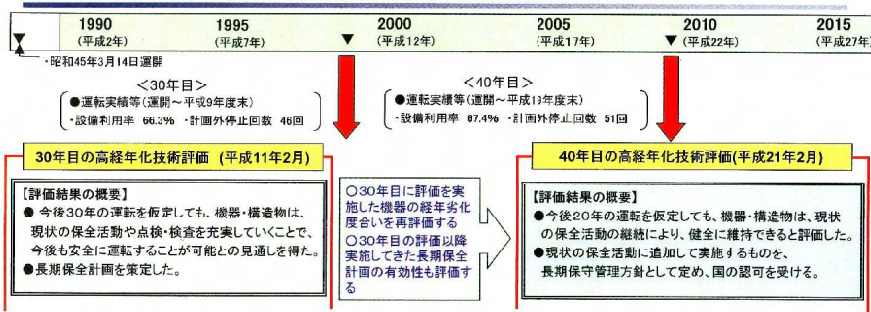 1990 1995 2000 2005 2010 2015
(平成2年) (平成7年) (平成12年) (平成17年) (平成22年) (平成27年)
・昭和45年3月14日運開
<30年目>
●運転実績等(運開～平成9年度末)
・設備利用率 66.3% ・計画外停止回数 46回
<40年目>
●運転実績等(運開～平成19年度末)
・設備利用率 67.4% ・計画外停止回数 51回
30年目の高経年化技術評価 (平成11年2月)
【評価結果の概要】
● 今後30年の運転を仮定しても、機器・構造物は、
現状の保全活動や点検・検査を充実していくことで、
今後も安全に運転することが可能との見通しを得た。
●長期保全計画を策定した。
○30年目に評価を実
施した機器の経年劣化
度合いを再評価する
○30年目の評価以降
実施してきた長期保全
計画の有効性も評価す
る
40年目の高経年化技術評価(平成21年2月)
【評価結果の概要】
●今後20年の運転を仮定しても、機器・構造物は、現状
の保全活動の継続により、健全に維持できると評価した。
●現状の保全活動に追加して実施するものを、
長期保守管理方針として定め、国の認可を受ける。